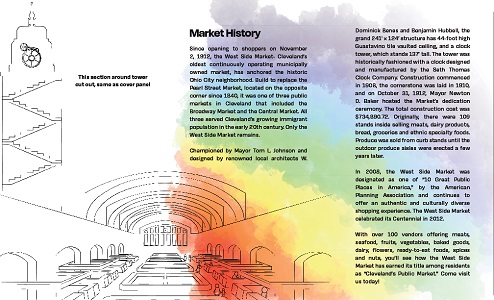 This section around tower
cut out, same as cover panel
Market History
Since opening to shoppers on November
2, 1912, the West Side Market- Cleveland's
oldest continuously operating municipally
owned market, has anchored the historic
Ohio City neighborhood. Build to replace the
Pearl Street Market, located on the opposite
corner since 1840, it was one of three public
markets in Cleveland that included the
Broadway Market and the Central Market. All
three served Cleveland's growing immigrant
population in the early 20th century. Only the
West Side Market remains.
Championed by Mayor Tom L Johnson and
designed by renowned local architects W.
Dominick Benes and Benjamin Hubbell, the
grand 241' x 124' structure has 44-foot high
Guastavino tile vaulted ceiling, and a clock
tower, which stands 137' tall. The tower was
historically fashioned with a clock designed
and manufactured by the Seth Thomas
Clock Company. Construction commenced
in 1908, the cornerstone was laid in 1910,
and on October 31, 1912, Mayor Newton
D. Baker hosted the Market's dedication
ceremony. The total construction cost was
$734,890.72. Originally, there were 109
stands inside selling meats, dairy products,
bread, groceries and ethnic specialty foods.
Produce was sold from curb stands until the
outdoor produce aisles were erected a few
years later.
In 2008, the West Side Market was
designated as one of "10 Great Public
Places in America," by the American
Planning Association and continues to
offer an authentic and culturally diverse
shopping experience. The West Side Market
celebrated its Centennial in 2012.
With over 100 vendors offering meats,
seafood, fruits, vegetables, baked goods,
dairy, flowers, ready-to-eat foods, spices
and nuts, you'll see how the West Side
Market has earned its title among residents
as "Cleveland's Public Market." Come visit
us today!